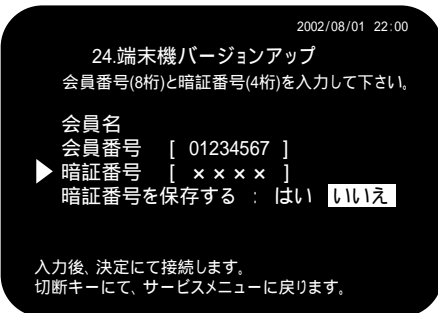 2002/08/01 22:00
24.端末機バージョンアップ
会員番号(8桁)と暗証番号(4桁)を入力して下さい。
会員名
会員番号 [ 01234567 ]
▶ 暗証番号 [ ×××× ]
暗証番号を保存する : はい いいえ
入力後、決定にて接続します。
切断キーにて、サービスメニューに戻ります。